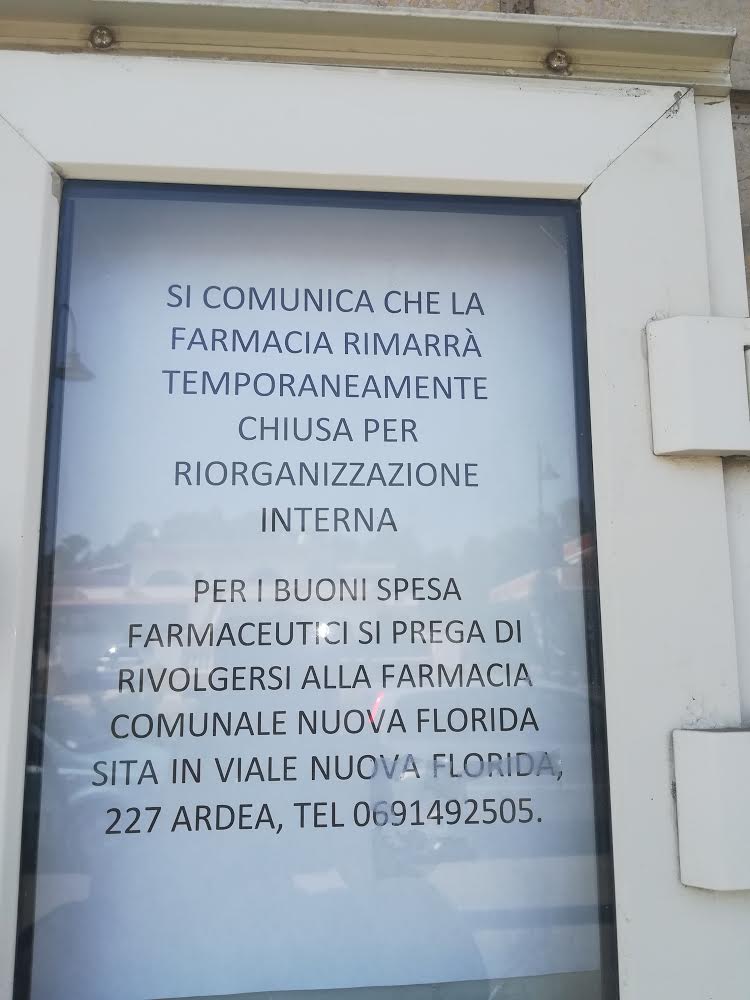 SI COMUNICA CHE LA
FARMACIA RIMARRÀ
TEMPORANEAMENTE
CHIUSA PER
RIORGANIZZAZIONE
INTERNA
PER I BUONI SPESA
FARMACEUTICI SI PREGA DI
RIVOLGERSI ALLA FARMACIA
COMUNALE NUOVA FLORIDA
SITA IN VIALE NUOVA FLORIDA,
227 ARDEA, TEL 0691492505.